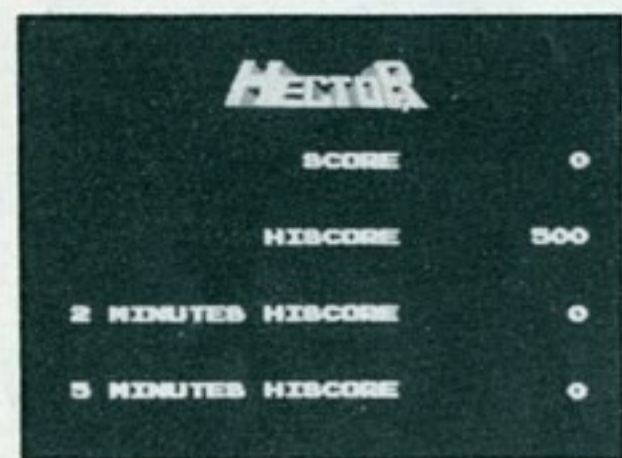 HECTOR
SCORE 0
HISCORE 500
2 MINUTES HISCORE 0
5 MINUTES HISCORE 0